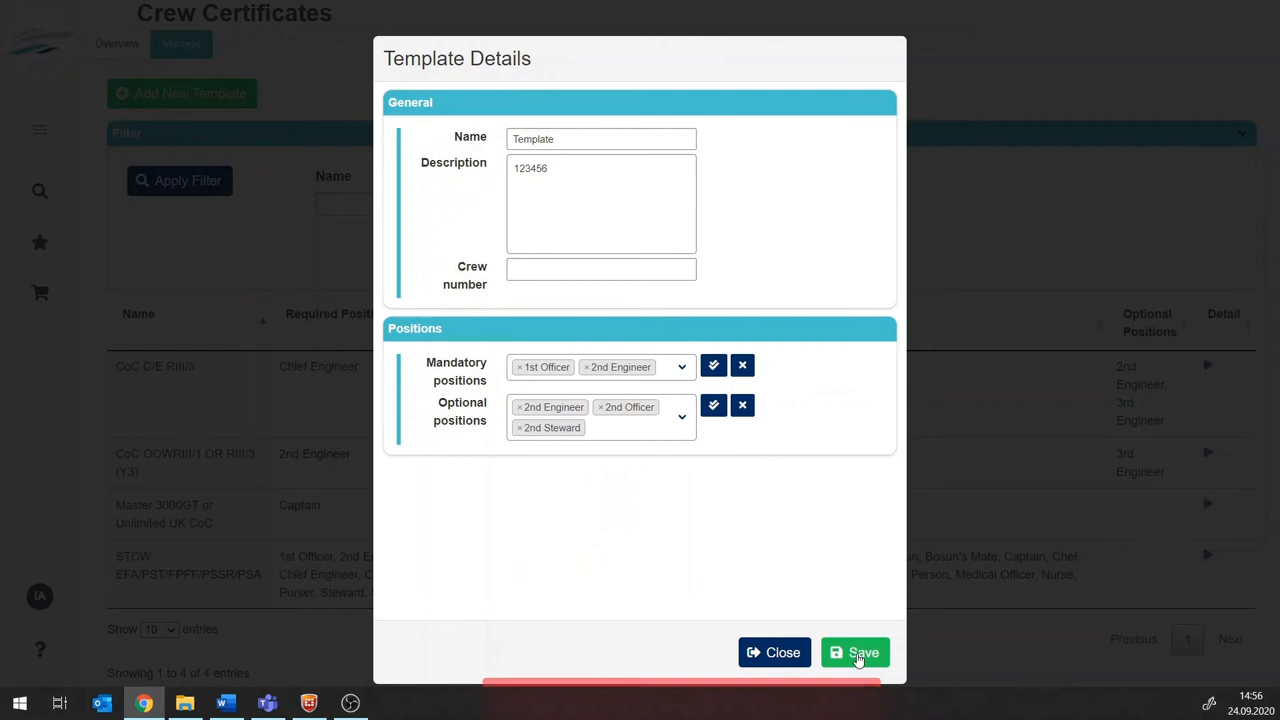 Crew Certificates
Overview
Manage
Add New Template
Filter
Apply Filter
Name
Name
Required Positi
Optional
Positions
Detail
CoC C/E RIII/3
Chief Engineer
2nd
Engineer,
3rd
Engineer
CoC OOWRIII/1 OR RIII/3
(Y3)
2nd Engineer
3rd
Engineer
Master 3000GT or
Unlimited UK CoC
Captain
STCW
EFA/PST/FPFF/PSSR/PSA
1st Officer, 2nd E
Chief Engineer, C
Purser, Steward, S
n, Bosun's Mate, Captain, Chef,
Person, Medical Officer, Nurse,
Show 10 entries
Previous
1
Next
Showing 1 to 4 of 4 entries
IA
Template Details
General
Name
Template
Description
123456
Crew
number
Positions
Mandatory
positions
×1st Officer
×2nd Engineer
Optional
positions
×2nd Engineer
×2nd Officer
×2nd Steward
Close
Save
14:56
24.09.2020